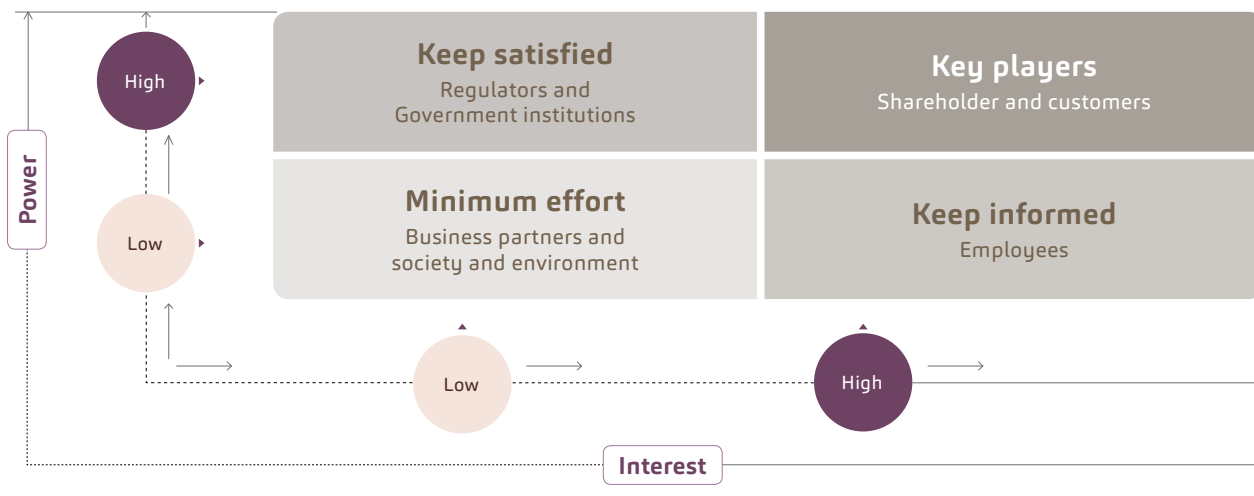 Keep satisfied
Regulators and
Government institutions
Key players
Shareholder and customers
High
Power
Low
Minimum effort
Business partners and
society and environment
Keep informed
Employees
Low
High
Interest